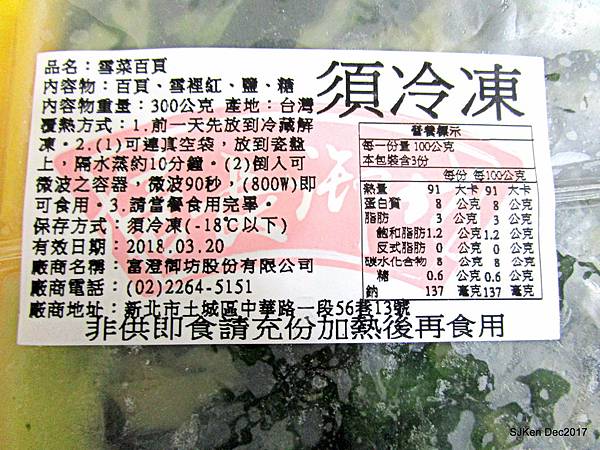 品名：雪菜百頁
內容物：百頁、雪裡紅、鹽、糖
內容物重量：300公克 產地：台灣
覆熱方式：1.前一天先放到冷藏解
凍。2.(1)可連真空袋，放到瓷盤
上，隔水蒸約10分鐘。(2)倒入可
微波之容器，微波90秒，(800W)即
可食用。3.請當餐食用完畢
保存方式：須冷凍(-18℃以下)
有效日期：2018.03.20
廠商名稱：富澄御坊股份有限公司
廠商電話：(02)2264-5151
廠商地址：新北市土城區中華路一段56巷13號
非供即食請充份加熱後再食用
須冷凍
營養標示
每一份量 100公克
本包裝含3份
每份 每100公克
熱量 91 大卡 91 大卡
蛋白質 8 公克 8 公克
脂肪 3 公克 3 公克
飽和脂肪 1.2 公克 1.2 公克
反式脂肪 0 公克 0 公克
碳水化合物 8 公克 8 公克
糖 0.6 公克 0.6 公克
鈉 137 毫克 137 毫克
SJKen Dec2017